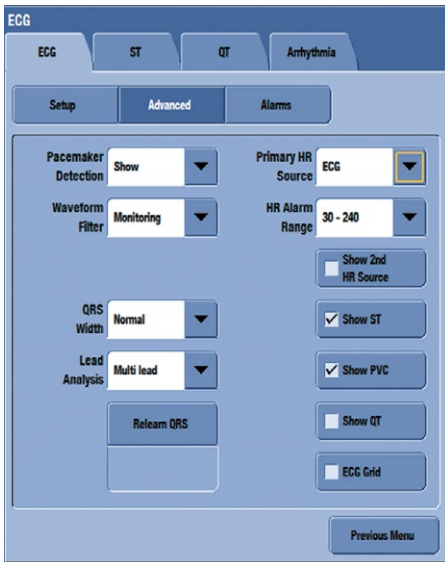 ECG
ECG ST QT Arrhythmia
Setup Advanced Alarms
Pacemaker
Detection
Show
Primary HR
Source
ECG
Waveform
Filter
Monitoring
HR Alarm
Range
30 - 240
Show 2nd
HR Source
QRS
Width
Normal
Show ST
Lead
Analysis
Multi lead
Show PVC
Relearn QRS
Show QT
ECG Grid
Previous Menu